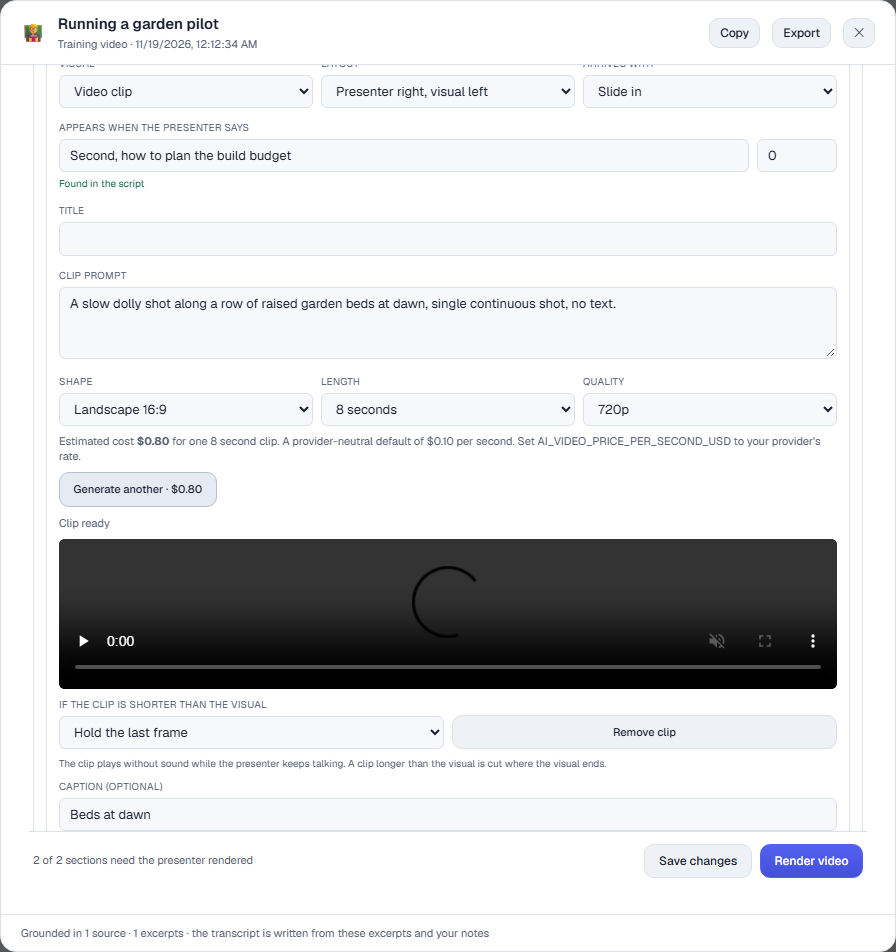 Running a garden pilot
Training video · 11/19/2026, 12:12:34 AM
Copy
Export
Video clip
Presenter right, visual left
Slide in
APPEARS WHEN THE PRESENTER SAYS
Second, how to plan the build budget
0
Found in the script
TITLE
CLIP PROMPT
A slow dolly shot along a row of raised garden beds at dawn, single continuous shot, no text.
SHAPE
LENGTH
QUALITY
Landscape 16:9
8 seconds
720p
Estimated cost $0.80 for one 8 second clip. A provider-neutral default of $0.10 per second. Set AI_VIDEO_PRICE_PER_SECOND_USD to your provider's
rate.
Generate another · $0.80
Clip ready
0:00
IF THE CLIP IS SHORTER THAN THE VISUAL
Hold the last frame
Remove clip
The clip plays without sound while the presenter keeps talking. A clip longer than the visual is cut where the visual ends.
CAPTION (OPTIONAL)
Beds at dawn
2 of 2 sections need the presenter rendered
Save changes
Render video
Grounded in 1 source · 1 excerpts · the transcript is written from these excerpts and your notes